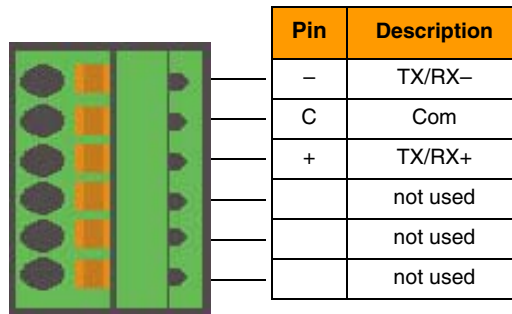 Pin Description
– TX/RX–
C Com
+ TX/RX+
not used
not used
not used